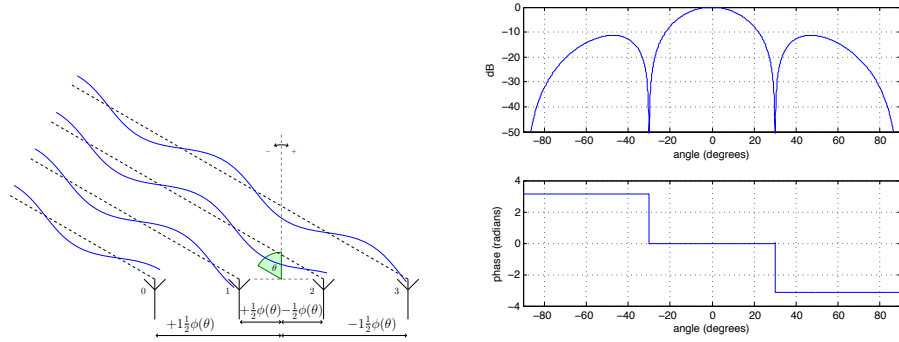 − +
θ
0 1 2 3
+1½ϕ(θ) +½ϕ(θ) −½ϕ(θ) −1½ϕ(θ)
0
−10
−20
−30
−40
−50
dB
−80 −60 −40 −20 0 20 40 60 80
angle (degrees)
4
2
0
−2
−4
phase (radians)
−80 −60 −40 −20 0 20 40 60 80
angle (degrees)